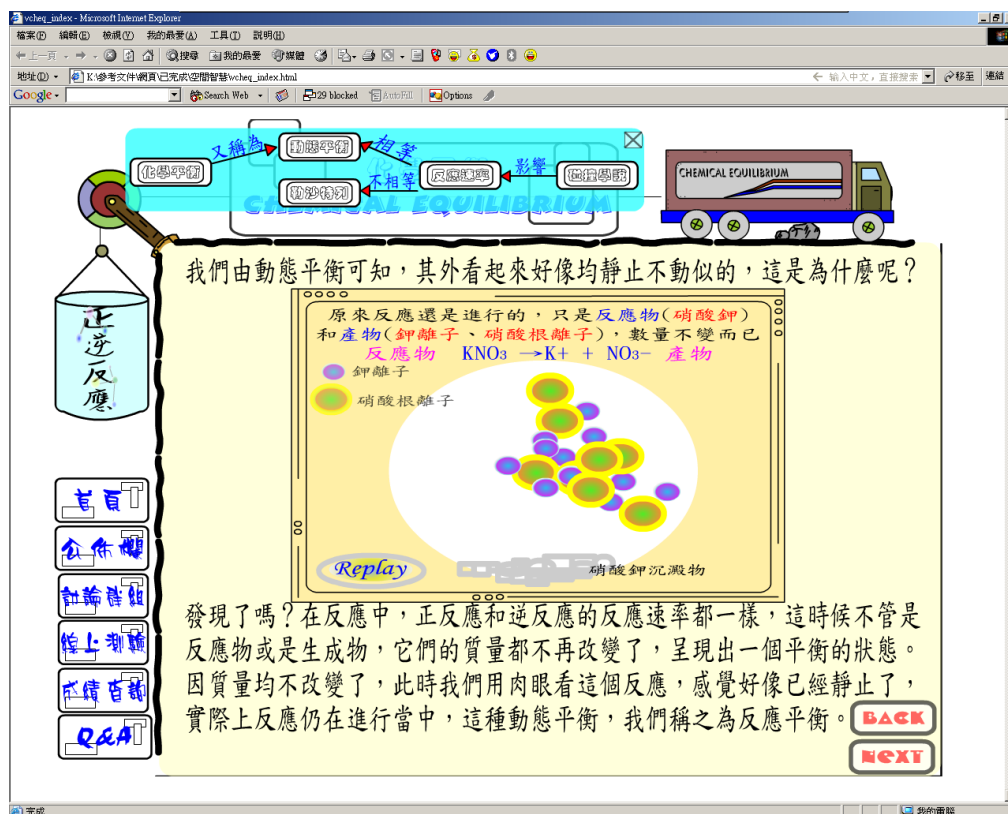 vcheq_index - Microsoft Internet Explorer
檔案(F) 編輯(E) 檢視(V) 我的最愛(A) 工具(T) 說明(H)
上一頁 搜尋 我的最愛 媒體
網址(D) K:\參考文件\網頁\已完成\空間智慧\vcheq_index.html 輸入中文，直接搜索 移至 連結
Google Search Web 29 blocked AutoFill Options
化學平衡 又稱為 動態平衡 相等 反應速率 影響 碰撞學說
不相等 勒沙特列
CHEMICAL EQUILIBRIUM
CHEMICAL EQUILIBRIUM
正逆反應
我們由動態平衡可知，其外看起來好像均靜止不動似的，這是為什麼呢？
原來反應還是進行的，只是反應物(硝酸鉀)
和產物(鉀離子、硝酸根離子)，數量不變而已
反應物 KNO3 →K+ + NO3- 產物
鉀離子
硝酸根離子
Replay 硝酸鉀沉澱物
首頁
公佈欄
討論群組
線上測驗
成績查詢
Q&A
發現了嗎？在反應中，正反應和逆反應的反應速率都一樣，這時候不管是
反應物或是生成物，它們的質量都不再改變了，呈現出一個平衡的狀態。
因質量均不改變了，此時我們用肉眼看這個反應，感覺好像已經靜止了，
實際上反應仍在進行當中，這種動態平衡，我們稱之為反應平衡。
BACK
NEXT
完成 我的電腦